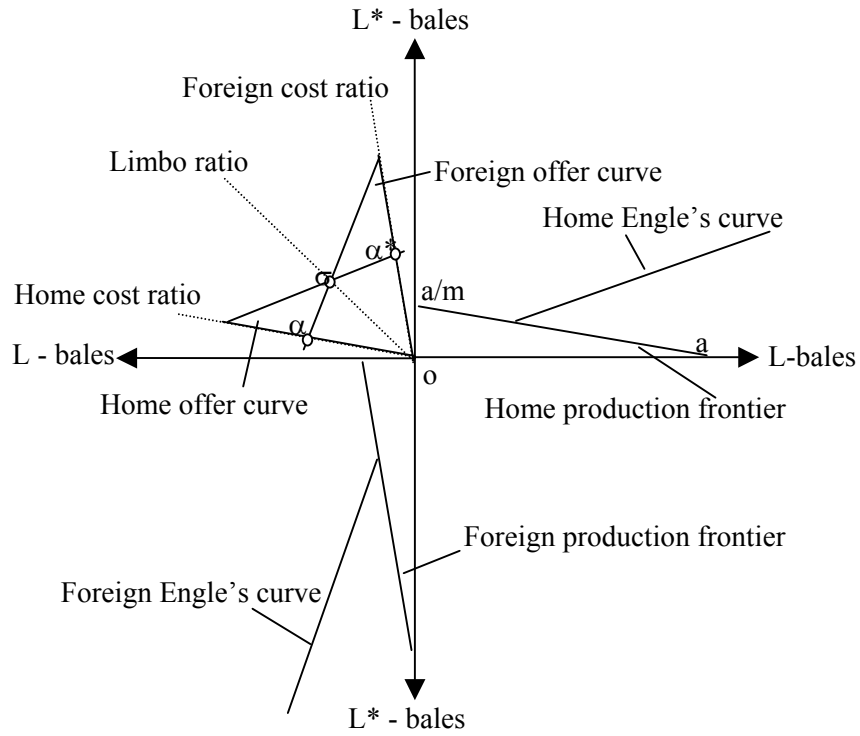 L* - bales
Foreign cost ratio
Limbo ratio
Foreign offer curve
Home Engle's curve
α*
σ
Home cost ratio
a/m
α
a
L - bales
L-bales
o
Home offer curve
Home production frontier
Foreign production frontier
Foreign Engle's curve
L* - bales